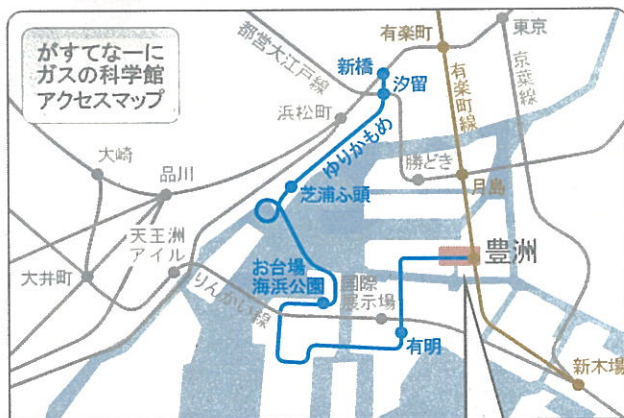 がすてなーに
ガスの科学館
アクセスマップ
都営大江戸線
有楽町
東京
新橋
汐留
有楽町線
京葉線
浜松町
ゆりかもめ
大崎
品川
勝どき
月島
芝浦ふ頭
天王洲
アイル
大井町
りんかい線
お台場
海浜公園
国際
展示場
豊洲
有明
新木場